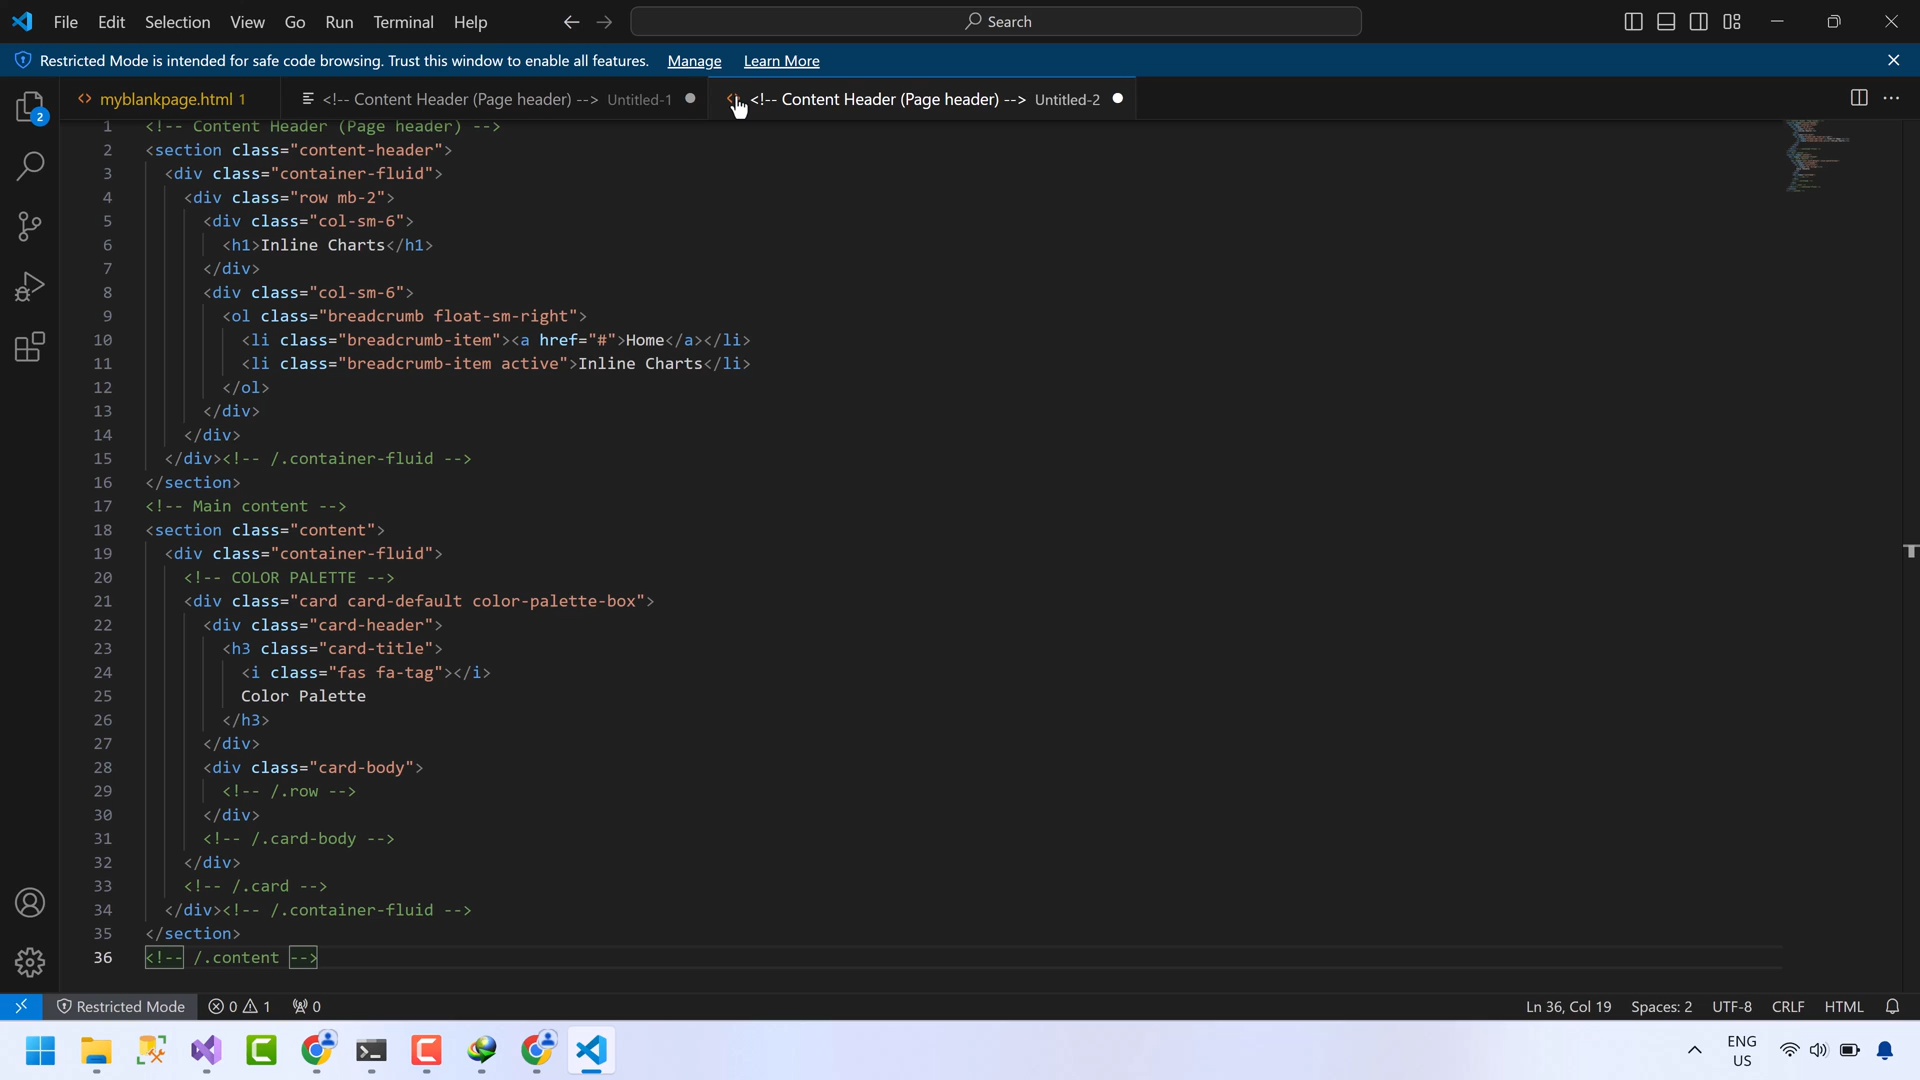 File Edit Selection View Go Run Terminal Help Search
Restricted Mode is intended for safe code browsing. Trust this window to enable all features. Manage Learn More
myblankpage.html 1 <!-- Content Header (Page header) --> Untitled-1 <!-- Content Header (Page header) --> Untitled-2
2
1 <!-- Content Header (Page header) -->
2 <section class="content-header">
3 <div class="container-fluid">
4 <div class="row mb-2">
5 <div class="col-sm-6">
6 <h1>Inline Charts</h1>
7 </div>
8 <div class="col-sm-6">
9 <ol class="breadcrumb float-sm-right">
10 <li class="breadcrumb-item"><a href="#">Home</a></li>
11 <li class="breadcrumb-item active">Inline Charts</li>
12 </ol>
13 </div>
14 </div>
15 </div><!-- /.container-fluid -->
16 </section>
17 <!-- Main content -->
18 <section class="content">
19 <div class="container-fluid">
20 <!-- COLOR PALETTE -->
21 <div class="card card-default color-palette-box">
22 <div class="card-header">
23 <h3 class="card-title">
24 <i class="fas fa-tag"></i>
25 Color Palette
26 </h3>
27 </div>
28 <div class="card-body">
29 <!-- /.row -->
30 </div>
31 <!-- /.card-body -->
32 </div>
33 <!-- /.card -->
34 </div><!-- /.container-fluid -->
35 </section>
36 <!-- /.content -->
Restricted Mode 0 1 0 Ln 36, Col 19 Spaces: 2 UTF-8 CRLF HTML
ENG
US